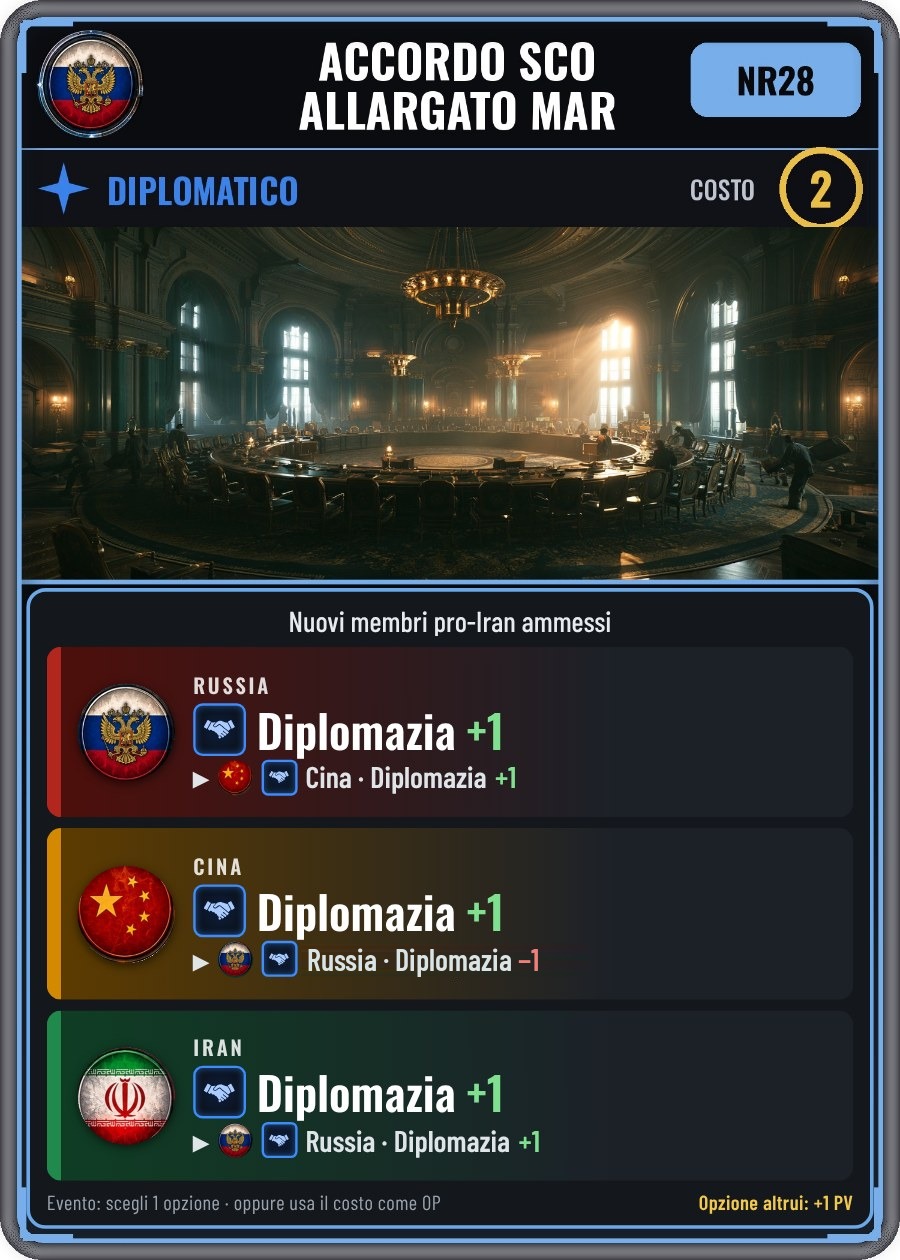 ACCORDO SCO
ALLARGATO MAR
NR28
DIPLOMATICO
COSTO
2
Nuovi membri pro-Iran ammessi
RUSSIA
Diplomazia +1
▶ Cina · Diplomazia +1
CINA
Diplomazia +1
▶ Russia · Diplomazia −1
IRAN
Diplomazia +1
▶ Russia · Diplomazia +1
Evento: scegli 1 opzione · oppure usa il costo come OP
Opzione altrui: +1 PV